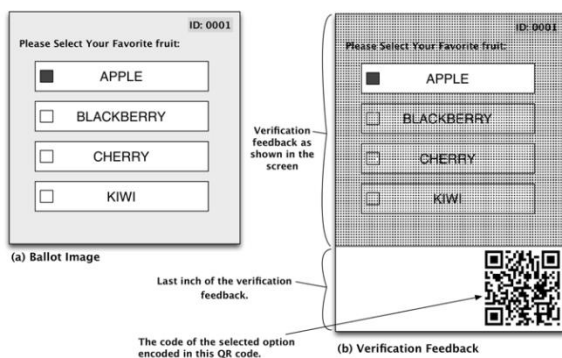 ID: 0001
Please Select Your Favorite fruit:
APPLE
BLACKBERRY
CHERRY
KIWI
(a) Ballot Image
Verification
feedback as
shown in the
screen
Last inch of the verification
feedback.
The code of the selected option
encoded in this QR code.
ID: 0001
Please Select Your Favorite fruit:
APPLE
BLACKBERRY
CHERRY
KIWI
(b) Verification Feedback